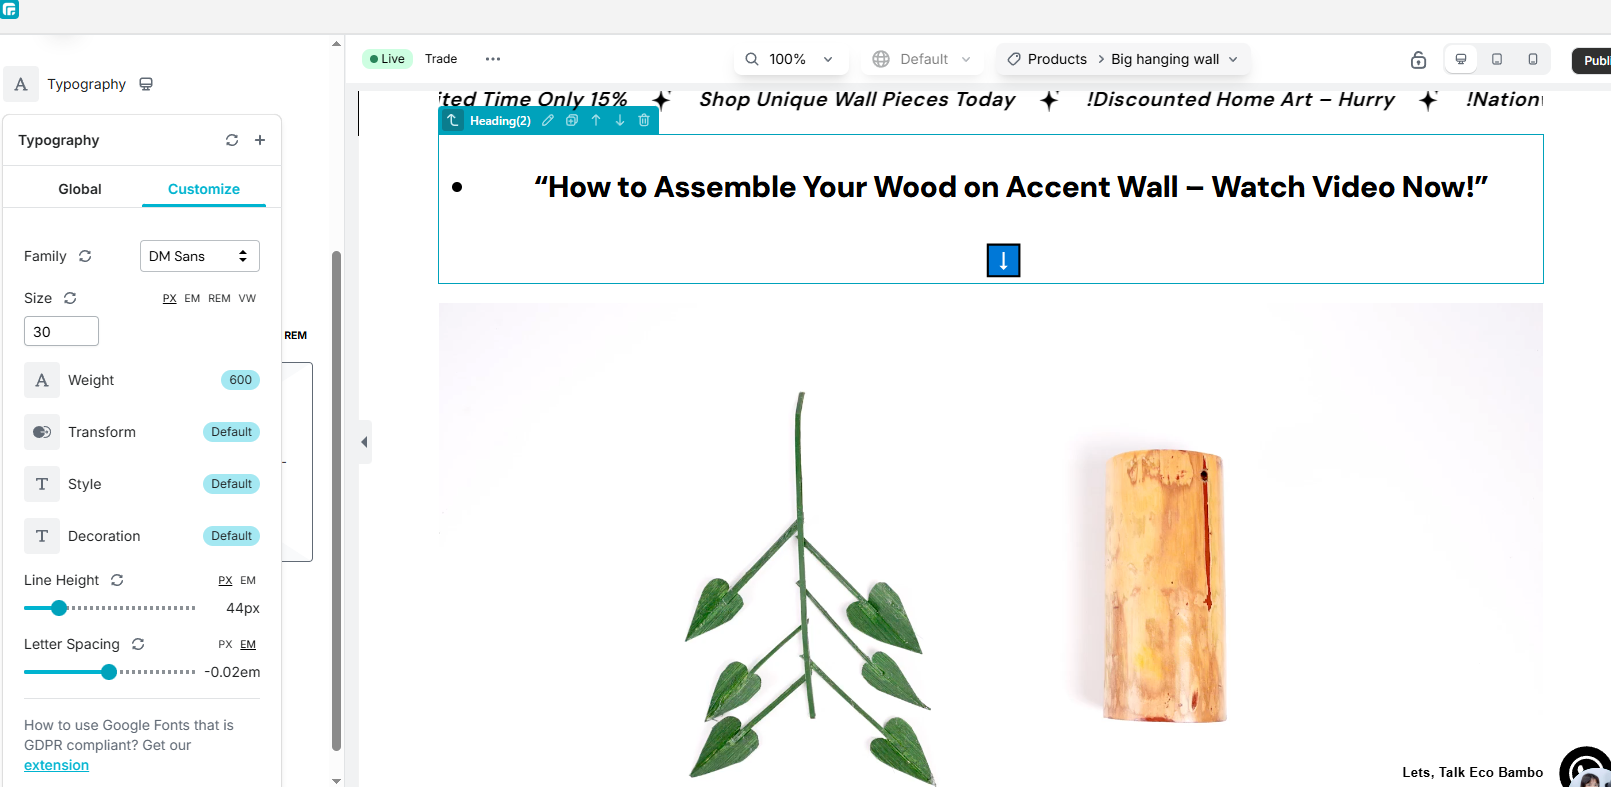 Live
Trade
100%
Default
Products
Big hanging wall
Typography
Typography
Global
Customize
Family
DM Sans
Size
PX EM REM VW
30
REM
Weight
600
Transform
Default
Style
Default
Decoration
Default
Line Height
PX EM
44px
Letter Spacing
PX EM
-0.02em
How to use Google Fonts that is
GDPR compliant? Get our
extension
Time Only 15%
Shop Unique Wall Pieces Today
!Discounted Home Art – Hurry
Heading(2)
“How to Assemble Your Wood on Accent Wall – Watch Video Now!”
Lets, Talk Eco Bambo